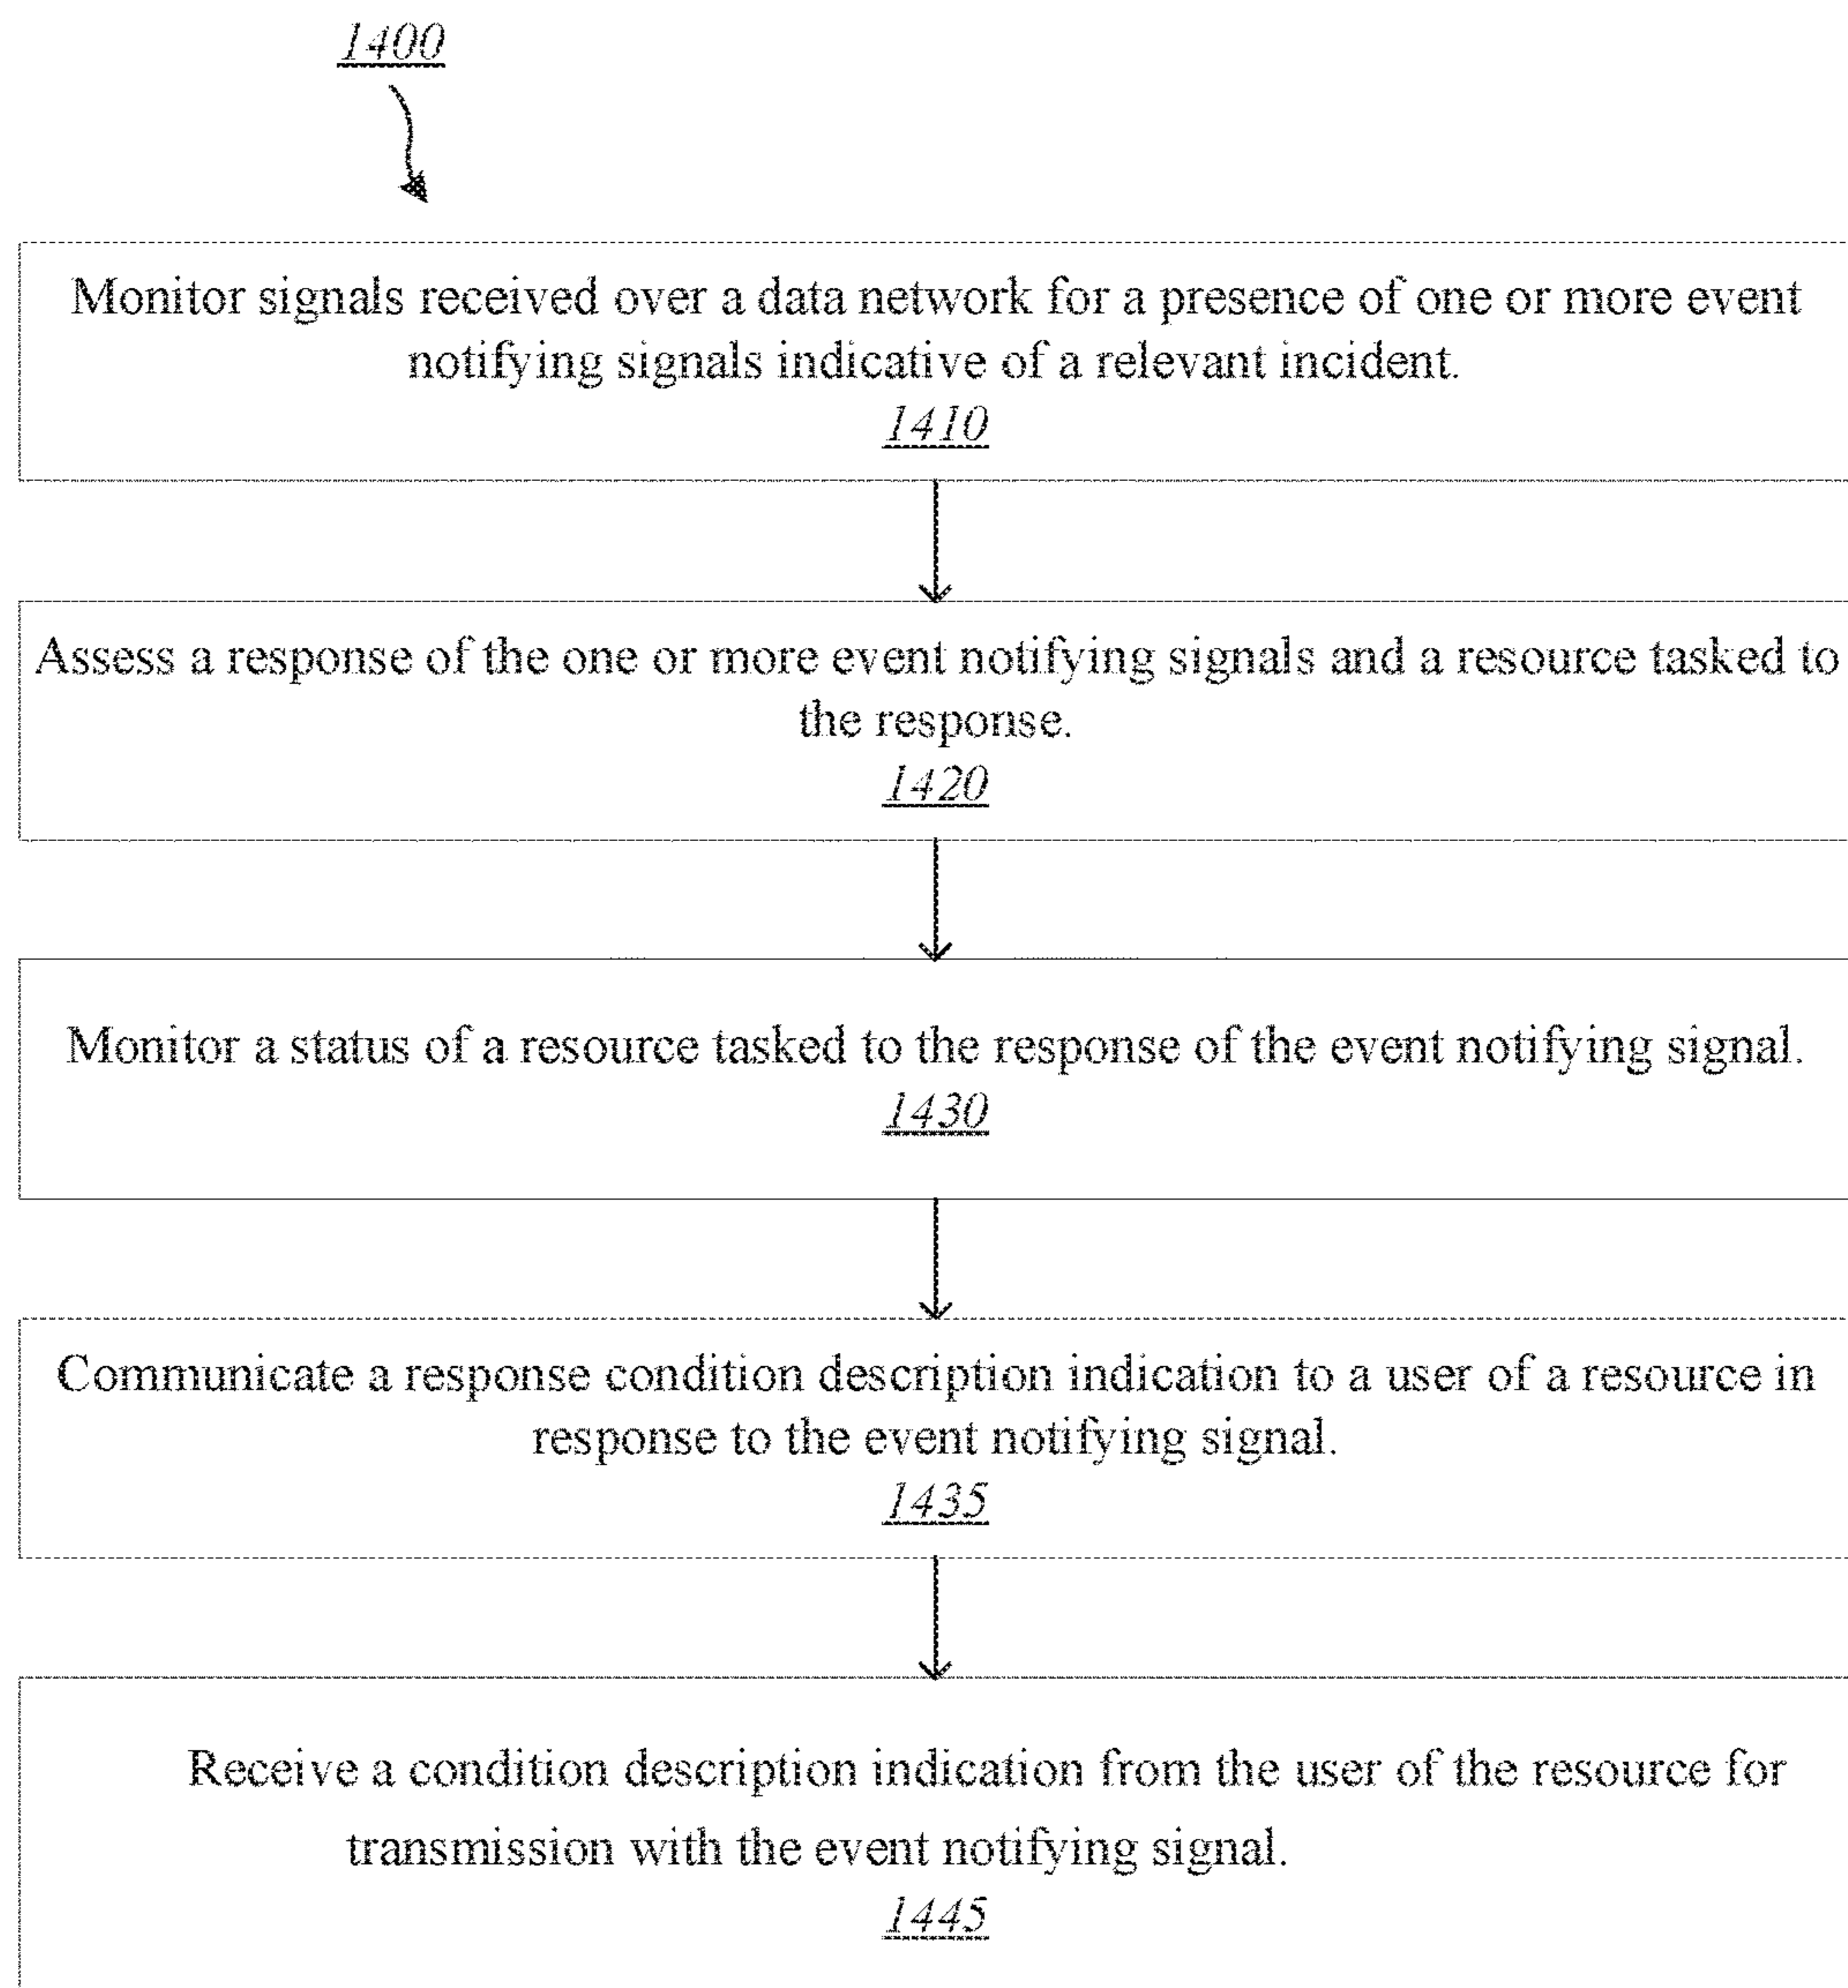 1400
Monitor signals received over a data network for a presence of one or more event
notifying signals indicative of a relevant incident.
1410
Assess a response of the one or more event notifying signals and a resource tasked to
the response.
1420
Monitor a status of a resource tasked to the response of the event notifying signal.
1430
Communicate a response condition description indication to a user of a resource in
response to the event notifying signal.
1435
Receive a condition description indication from the user of the resource for
transmission with the event notifying signal.
1445